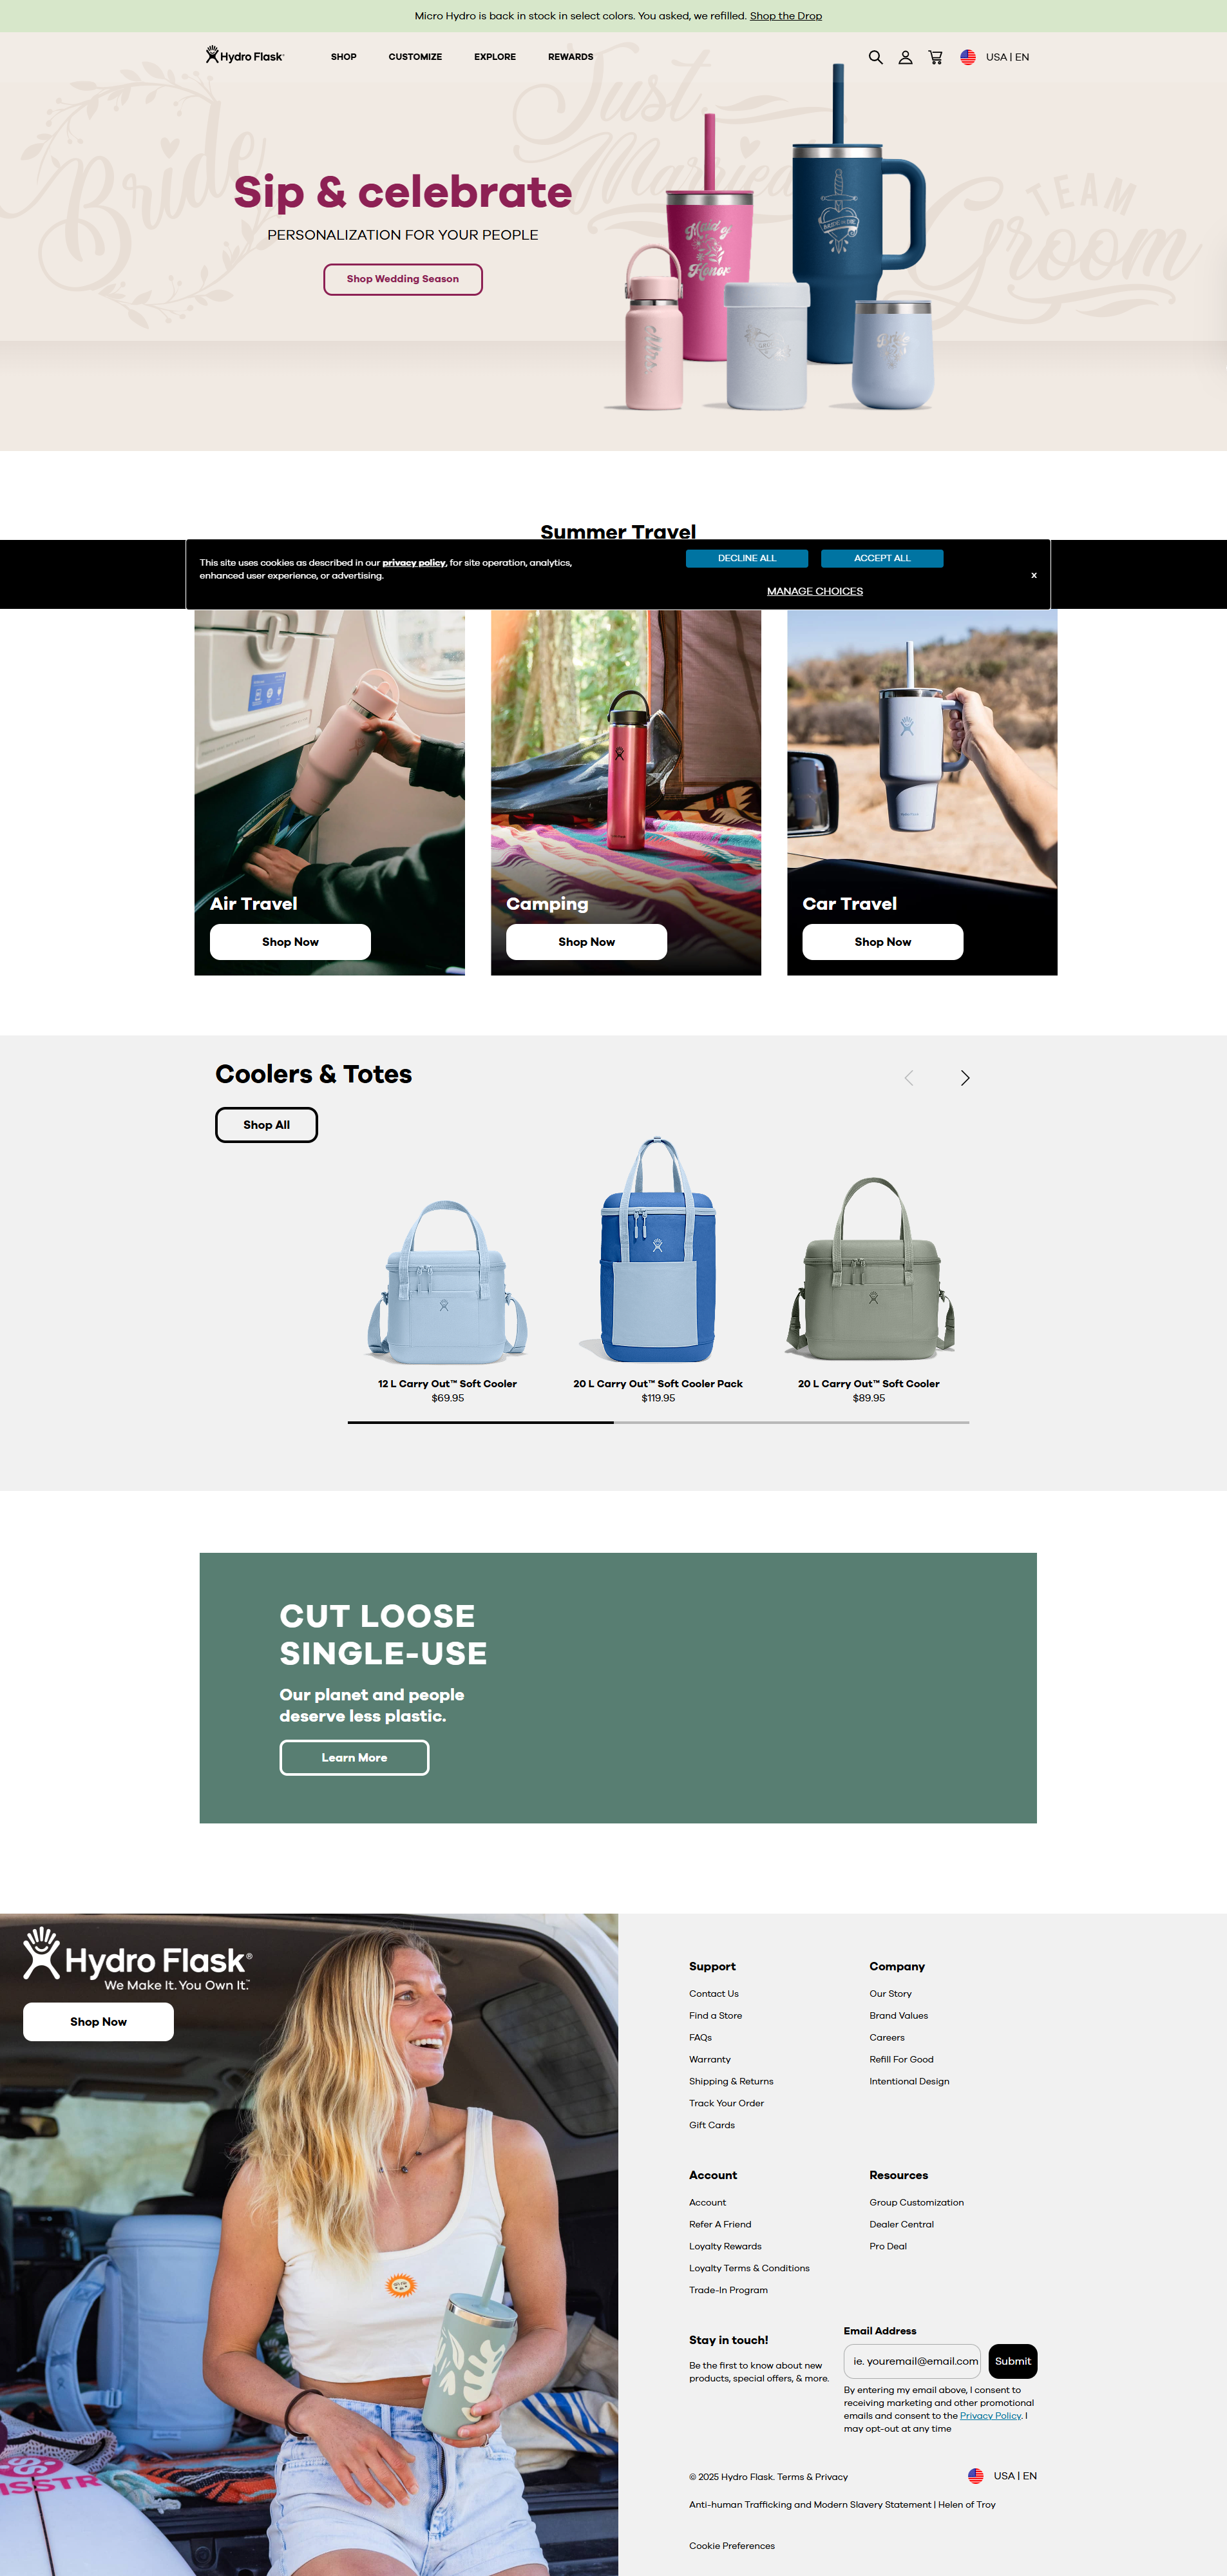 Micro Hydro is back in stock in select colors. You asked, we refilled. Shop the Drop
Hydro Flask
SHOP
CUSTOMIZE
EXPLORE
REWARDS
USA | EN
Bride
Just
Married
TEAM
Groom
Sip & celebrate
PERSONALIZATION FOR YOUR PEOPLE
Shop Wedding Season
Maid of
Honor
Summer Travel
This site uses cookies as described in our privacy policy, for site operation, analytics,
enhanced user experience, or advertising.
DECLINE ALL
ACCEPT ALL
MANAGE CHOICES
x
Air Travel
Shop Now
Camping
Shop Now
Car Travel
Shop Now
Coolers & Totes
Shop All
12 L Carry Out™ Soft Cooler
$69.95
20 L Carry Out™ Soft Cooler Pack
$119.95
20 L Carry Out™ Soft Cooler
$89.95
CUT LOOSE
SINGLE-USE
Our planet and people
deserve less plastic.
Learn More
Hydro Flask®
We Make It. You Own It.™
Shop Now
Support
Contact Us
Find a Store
FAQs
Warranty
Shipping & Returns
Track Your Order
Gift Cards
Company
Our Story
Brand Values
Careers
Refill For Good
Intentional Design
Account
Account
Refer A Friend
Loyalty Rewards
Loyalty Terms & Conditions
Trade-In Program
Resources
Group Customization
Dealer Central
Pro Deal
Stay in touch!
Be the first to know about new
products, special offers, & more.
Email Address
ie. youremail@email.com
Submit
By entering my email above, I consent to
receiving marketing and other promotional
emails and consent to the Privacy Policy. I
may opt-out at any time
© 2025 Hydro Flask. Terms & Privacy
USA | EN
Anti-human Trafficking and Modern Slavery Statement | Helen of Troy
Cookie Preferences